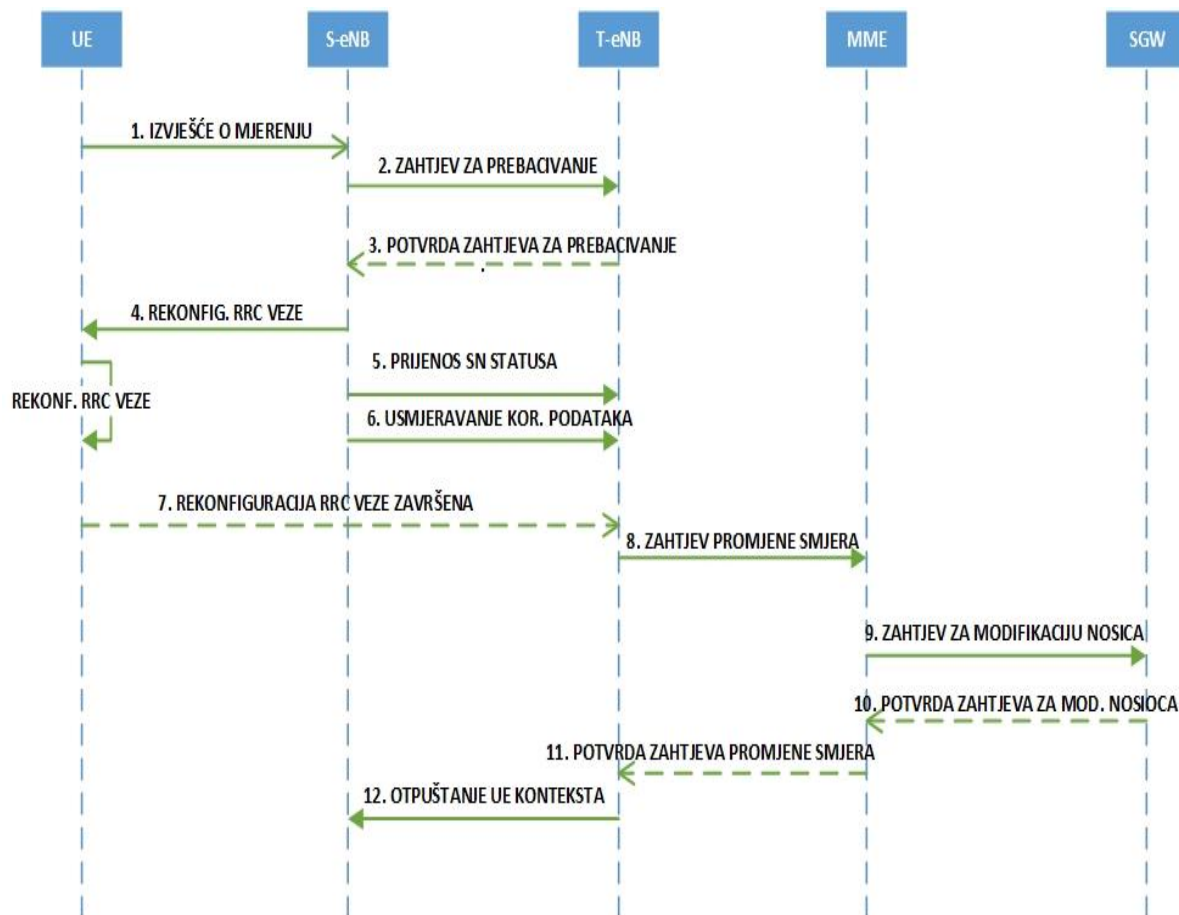 UE
S-eNB
T-eNB
MME
SGW
1. IZVJEŠĆE O MJERENJU
2. ZAHTJEV ZA PREBACIVANJE
3. POTVRDA ZAHTJEVA ZA PREBACIVANJE
.
4. REKONFIG. RRC VEZE
5. PRIJENOS SN STATUSA
REKONF. RRC VEZE
6. USMJERAVANJE KOR. PODATAKA
7. REKONFIGURACIJA RRC VEZE ZAVRŠENA
8. ZAHTJEV PROMJENE SMJERA
9. ZAHTJEV ZA MODIFIKACIJU NOSICA
10. POTVRDA ZAHTJEVA ZA MOD. NOSIOCA
11. POTVRDA ZAHTJEVA PROMJENE SMJERA
12. OTPUŠTANJE UE KONTEKSTA